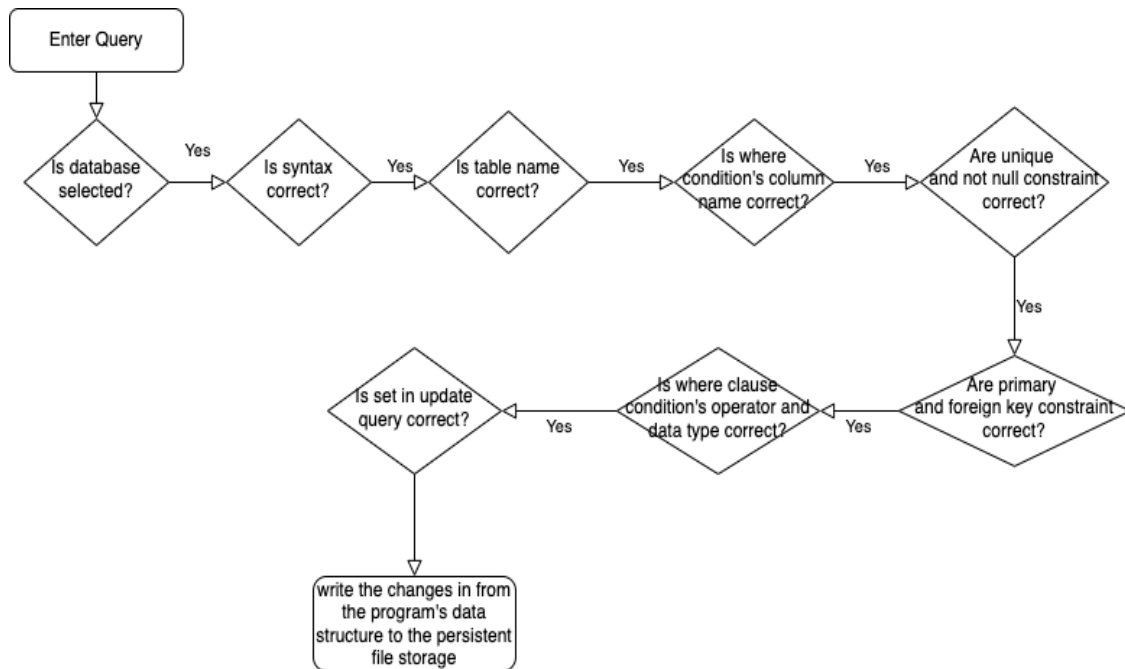 Enter Query
Is database
selected?
Yes
Is syntax
correct?
Yes
Is table name
correct?
Yes
Is where
condition's column
name correct?
Yes
Are unique
and not null constraint
correct?
Yes
Are primary
and foreign key constraint
correct?
Yes
Is where clause
condition's operator and
data type correct?
Yes
Is set in update
query correct?
write the changes in from
the program's data
structure to the persistent
file storage